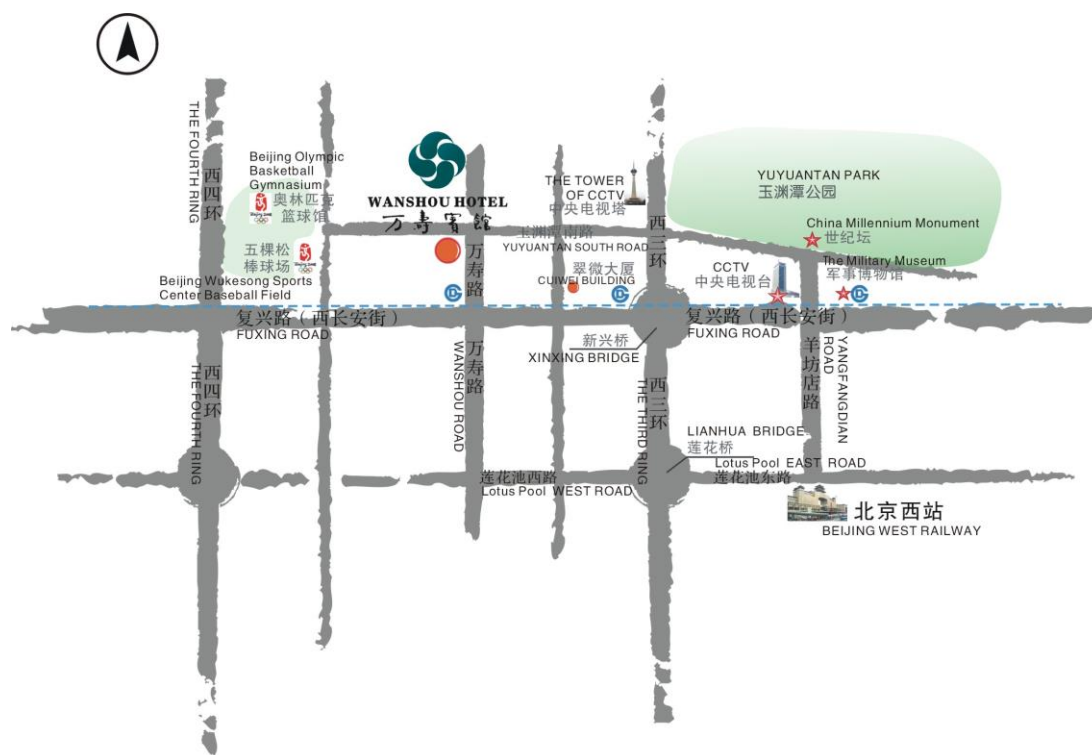 THE FOURTH RING
西四环
Beijing Olympic
Basketball
Gymnasium
奥林匹克
篮球馆
五棵松
棒球场
Beijing Wukesong Sports
Center Baseball Field
WANSHOU HOTEL
万寿宾馆
万寿路
THE TOWER
OF CCTV
中央电视塔
玉渊潭南路
YUYUANTAN SOUTH ROAD
西三环
YUYUANTAN PARK
玉渊潭公园
China Millennium Monument
世纪坛
The Military Museum
军事博物馆
CCTV
中央电视台
翠微大厦
CUIWEI BUILDING
复兴路（西长安街）
FUXING ROAD
新兴桥
XINXING BRIDGE
复兴路（西长安街）
FUXING ROAD
西四环
THE FOURTH RING
万寿路
WANSHOU ROAD
西三环
THE THIRD RING
羊坊店路
YANGFANGDIAN
ROAD
LIANHUA BRIDGE
莲花桥
莲花池西路
Lotus Pool WEST ROAD
Lotus Pool EAST ROAD
莲花池东路
北京西站
BEIJING WEST RAILWAY